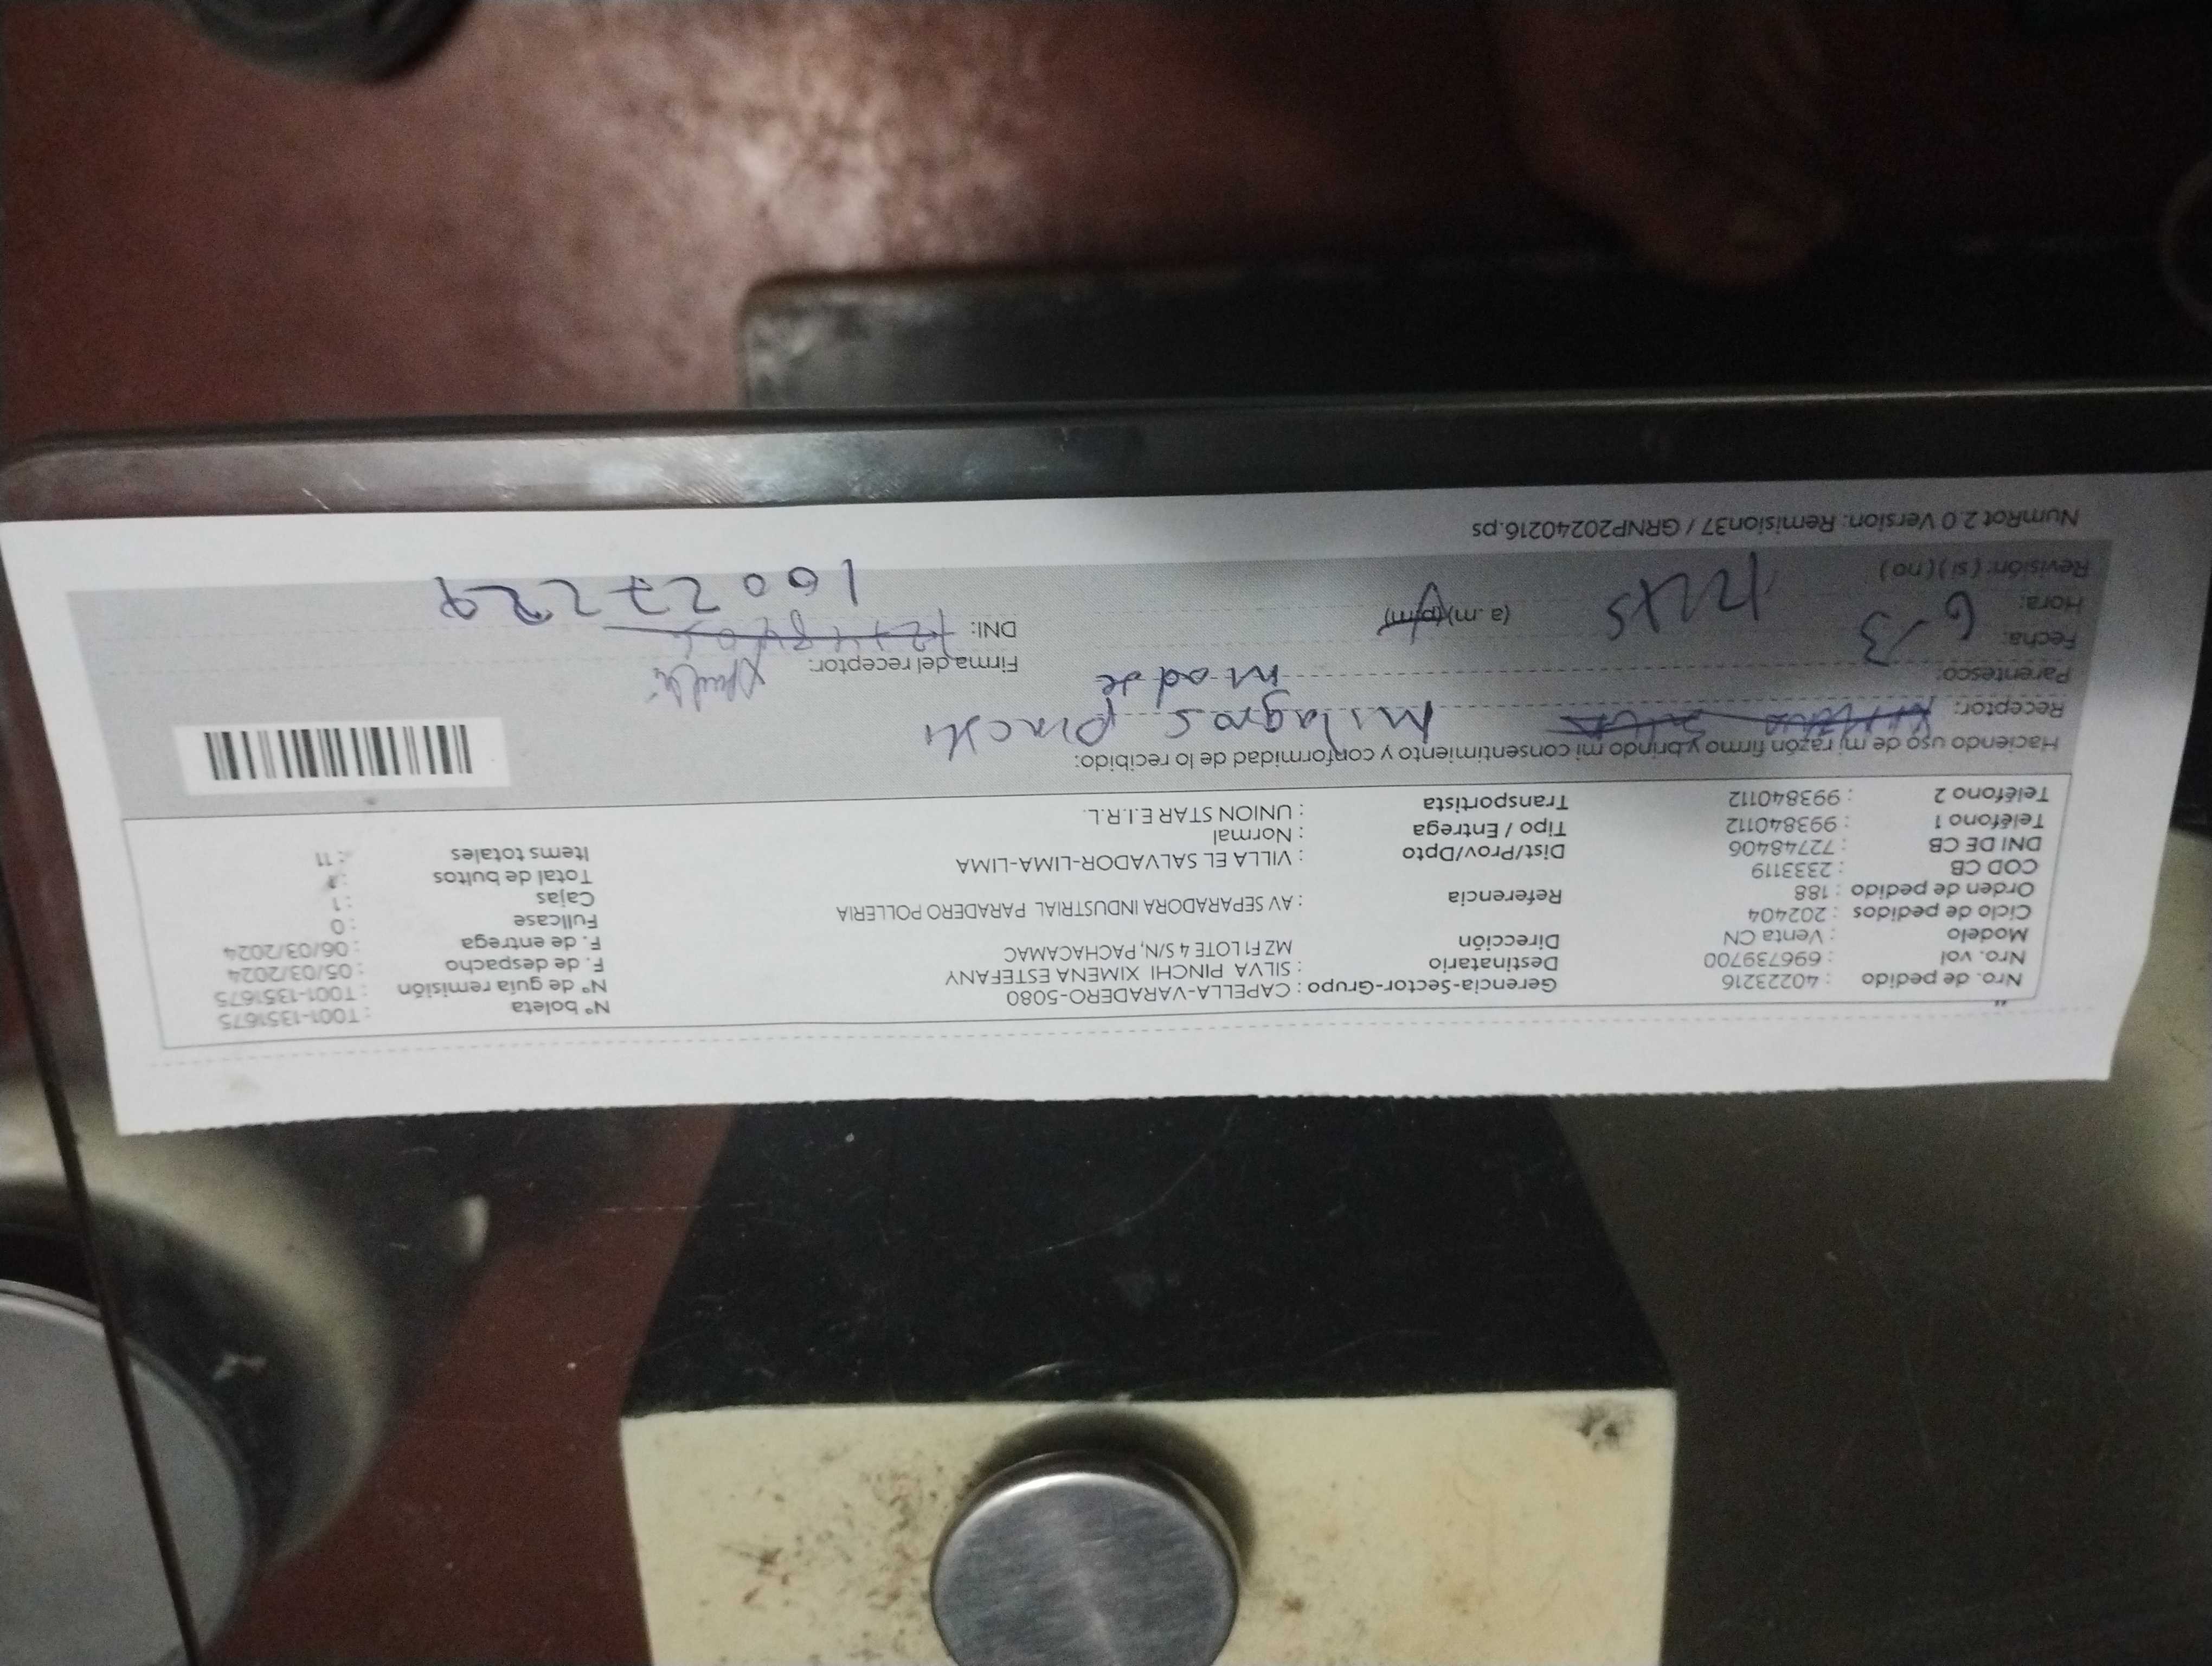 Nro. de pedido : 40223216
Nro. vol : 696739700
Modelo : Venta CN
Ciclo de pedidos : 202404
Orden de pedido : 188
COD CB : 2333119
DNI DE CB : 72748406
Teléfono 1 : 993840112
Teléfono 2 : 993840112
Gerencia-Sector-Grupo : CAPELLA-VARADERO-5080
Destinatario : SILVA PINCHI XIMENA ESTEFANY
Dirección MZ F1 LOTE 4 S/N, PACHACAMAC
Referencia : AV SEPARADORA INDUSTRIAL PARADERO POLLERIA
Dist/Prov/Dpto : VILLA EL SALVADOR-LIMA-LIMA
Tipo / Entrega : Normal
Transportista : UNION STAR E.I.R.L.
N° boleta : T001-1351675
N° de guía remisión : T001-1351675
F. de despacho : 05/03/2024
F. de entrega : 06/03/2024
Fullcase : 0
Cajas : 1
Total de bultos :
Items totales : 11
Haciendo uso de mi razón firmo y brindo mi consentimiento y conformidad de lo recibido:
Receptor: Milagros Pinchi
Parentesco: madre
Fecha: 6-3
Hora: (a.m)(p.m)
Revisión: (si)(no)
Firma del receptor:
DNI:
16027229
NumRot 2.0 Version: Remision37 / GRNP20240216.ps